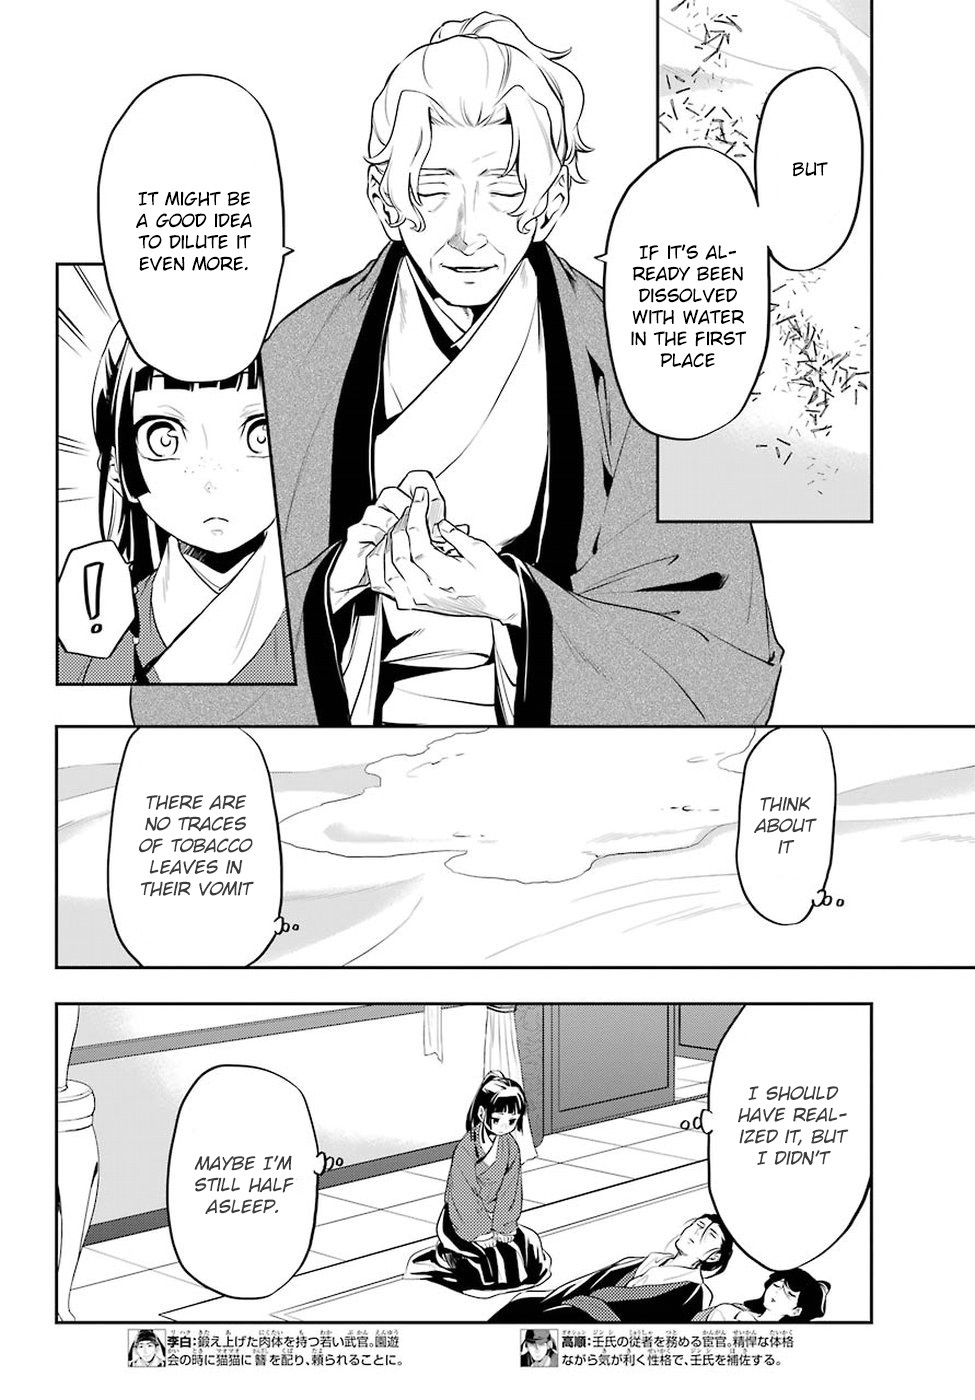 BUT
IF IT'S AL-
READY BEEN
DISSOLVED
WITH WATER
IN THE FIRST
PLACE
IT MIGHT BE
A GOOD IDEA
TO DILUTE IT
EVEN MORE.
!
THINK
ABOUT
IT
THERE ARE
NO TRACES
OF TOBACCO
LEAVES IN
THEIR VOMIT
I SHOULD
HAVE REAL-
IZED IT, BUT
I DIDN'T
MAYBE I'M
STILL HALF
ASLEEP.
李白:鍛え上げた肉体を持つ若い武官。園遊
会の時に猫猫に簪を配り、頼られることに。
高順:壬氏の従者を務める宦官。精悍な体格
ながら気が利く性格で、壬氏を補佐する。